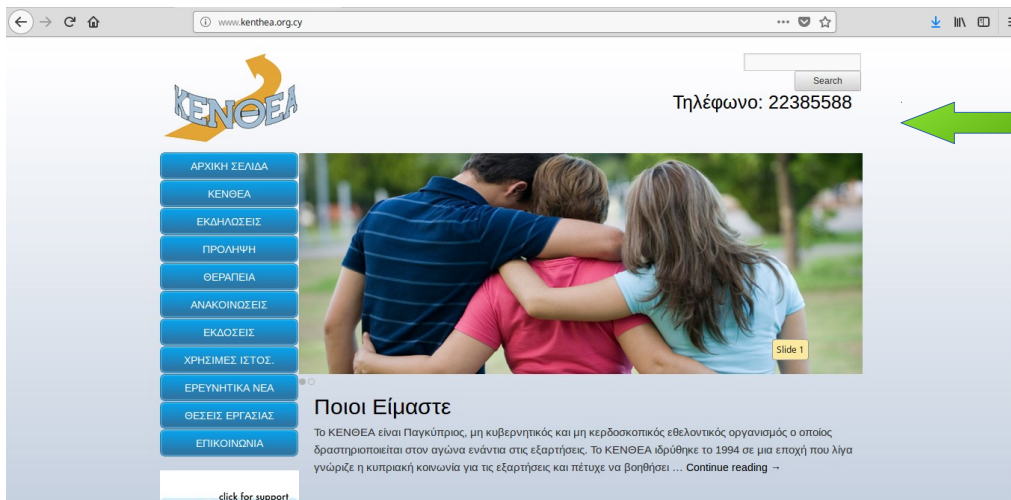 www.kenthea.org.cy
ΚΕΝΘΕΑ
Search
Τηλέφωνο: 22385588
ΑΡΧΙΚΗ ΣΕΛΙΔΑ
ΚΕΝΘΕΑ
ΕΚΔΗΛΩΣΕΙΣ
ΠΡΟΛΗΨΗ
ΘΕΡΑΠΕΙΑ
ΑΝΑΚΟΙΝΩΣΕΙΣ
ΕΚΔΟΣΕΙΣ
ΧΡΗΣΙΜΕΣ ΙΣΤΟΣ.
ΕΡΕΥΝΗΤΙΚΑ ΝΕΑ
ΘΕΣΕΙΣ ΕΡΓΑΣΙΑΣ
ΕΠΙΚΟΙΝΩΝΙΑ
click for support
Slide 1
Ποιοι Είμαστε
Το ΚΕΝΘΕΑ είναι Παγκύπριος, μη κυβερνητικός και μη κερδοσκοπικός εθελοντικός οργανισμός ο οποίος
δραστηριοποιείται στον αγώνα ενάντια στις εξαρτήσεις. Το ΚΕΝΘΕΑ ιδρύθηκε το 1994 σε μια εποχή που λίγα
γνώριζε η κυπριακή κοινωνία για τις εξαρτήσεις και πέτυχε να βοηθήσει … Continue reading →